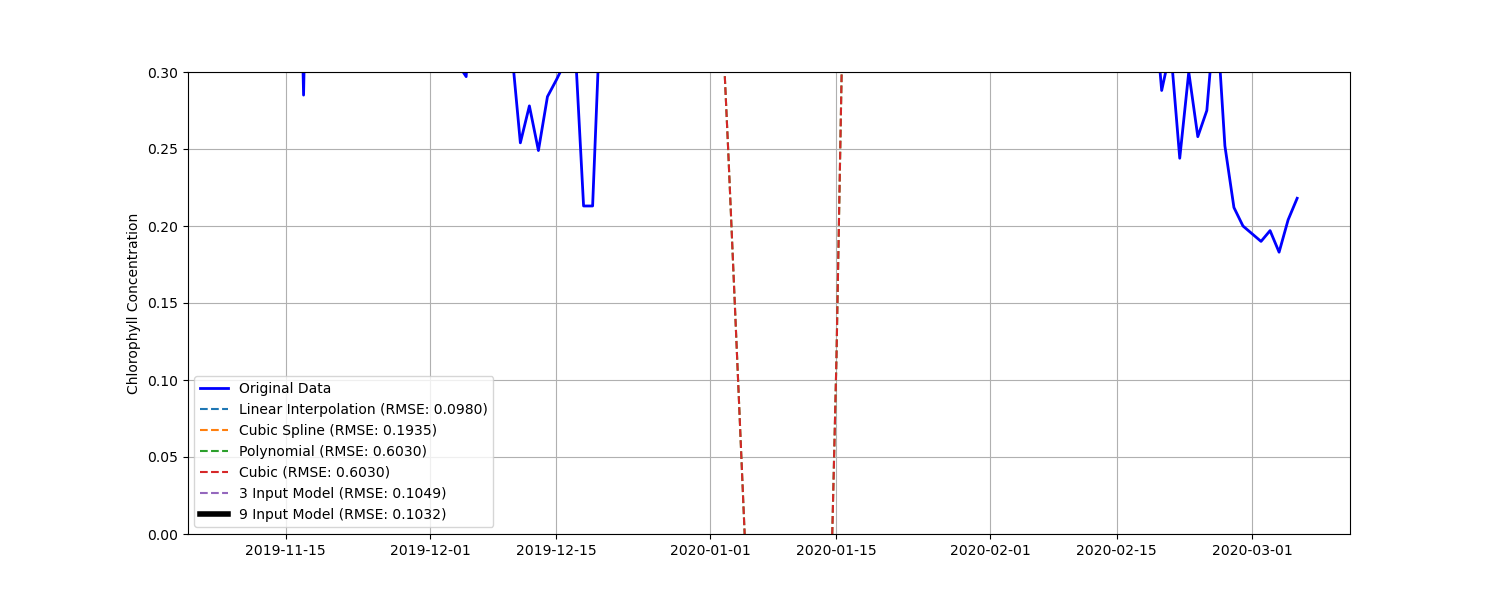 0.30
0.25
0.20
0.15
0.10
0.05
0.00
Chlorophyll Concentration
Original Data
Linear Interpolation (RMSE: 0.0980)
Cubic Spline (RMSE: 0.1935)
Polynomial (RMSE: 0.6030)
Cubic (RMSE: 0.6030)
3 Input Model (RMSE: 0.1049)
9 Input Model (RMSE: 0.1032)
2019-11-15 2019-12-01 2019-12-15 2020-01-01 2020-01-15 2020-02-01 2020-02-15 2020-03-01